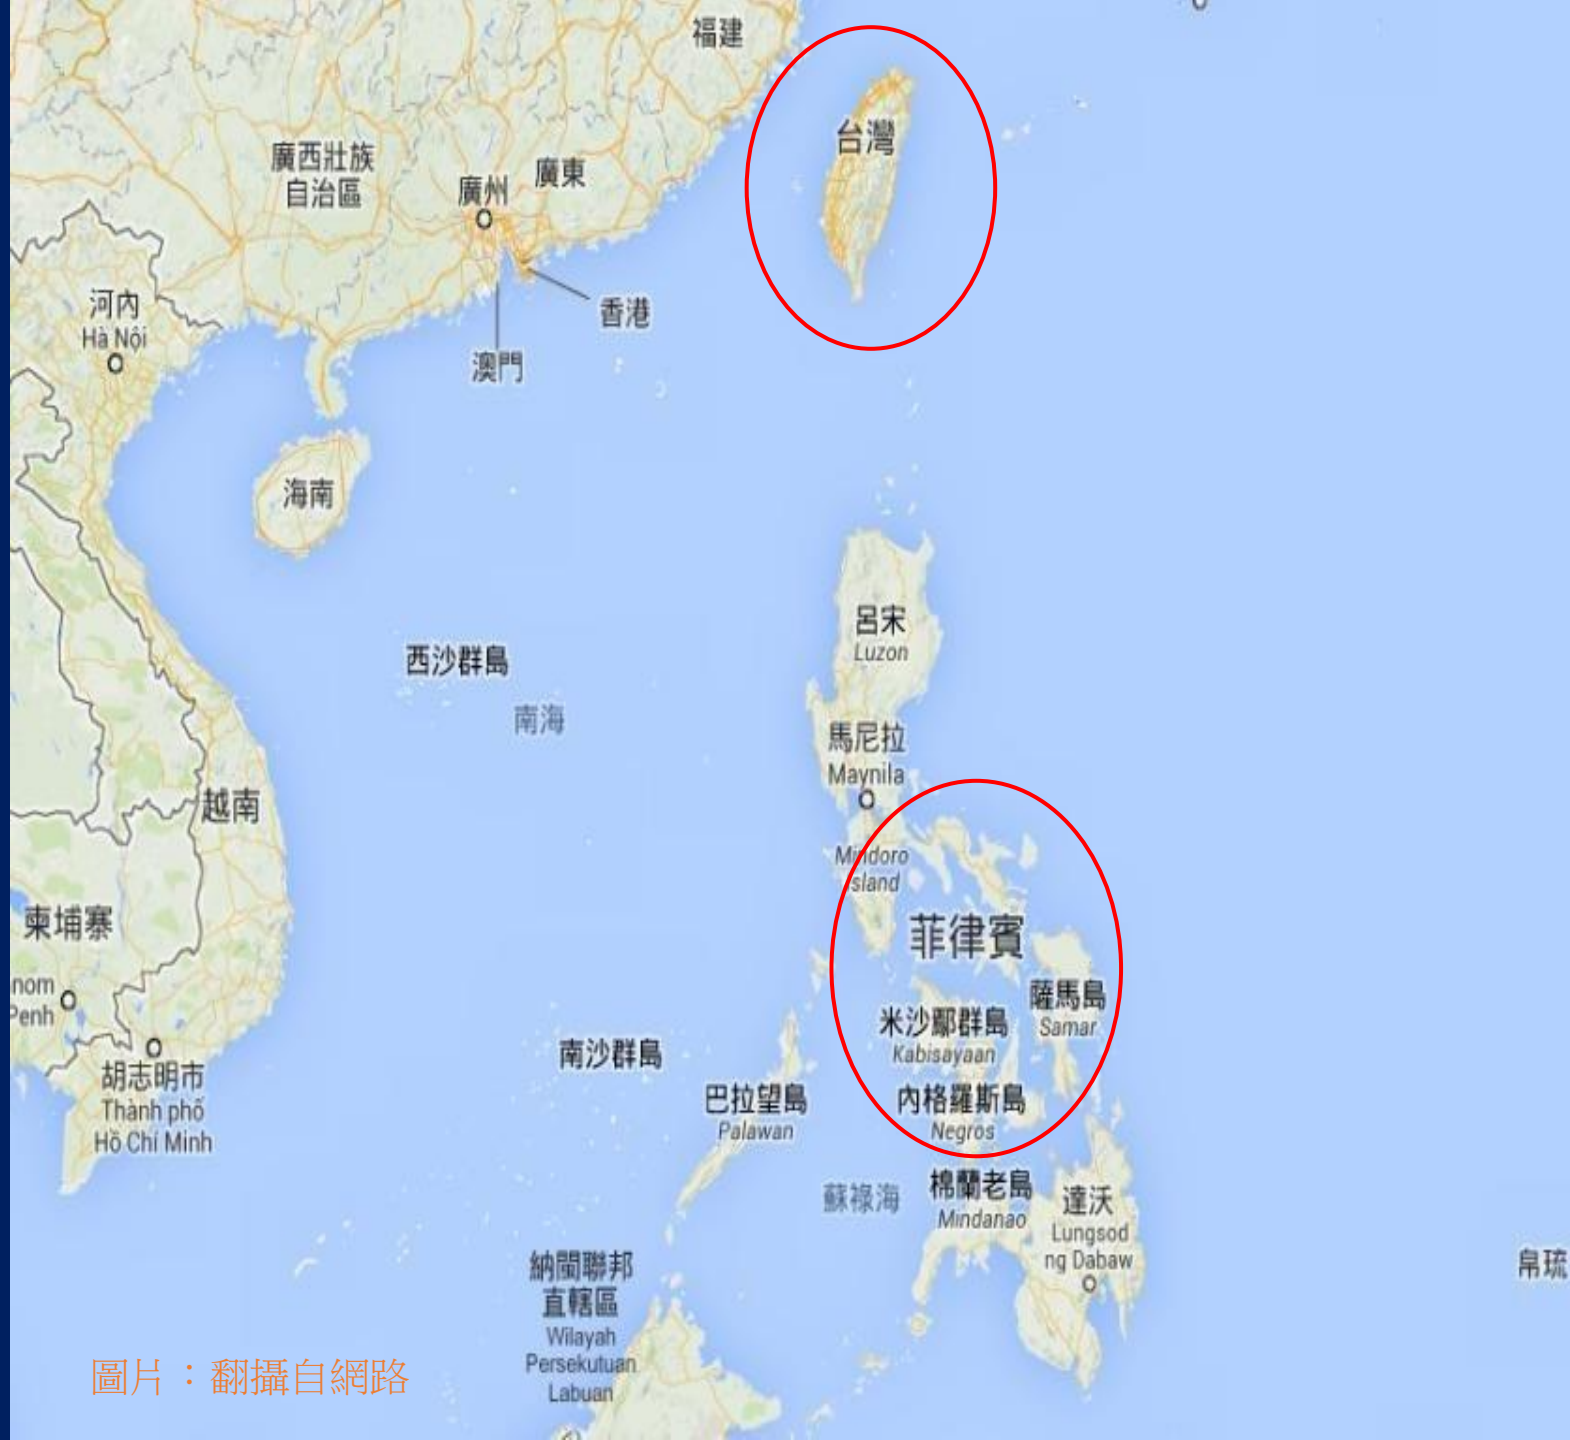 福建
台灣
廣西壯族
自治區
廣州
廣東
河內
Hà Nội
香港
澳門
海南
呂宋
Luzon
西沙群島
南海
馬尼拉
Maynila
越南
Mindoro
Island
柬埔寨
菲律賓
nom
Penh
薩馬島
Samar
米沙鄢群島
Kabisayaan
南沙群島
胡志明市
Thành phố
Hồ Chí Minh
巴拉望島
Palawan
內格羅斯島
Negros
蘇祿海
棉蘭老島
Mindanao
達沃
Lungsod
ng Dabaw
納閩聯邦
直轄區
Wilayah
Persekutuan
Labuan
帛琉
圖片：翻攝自網路